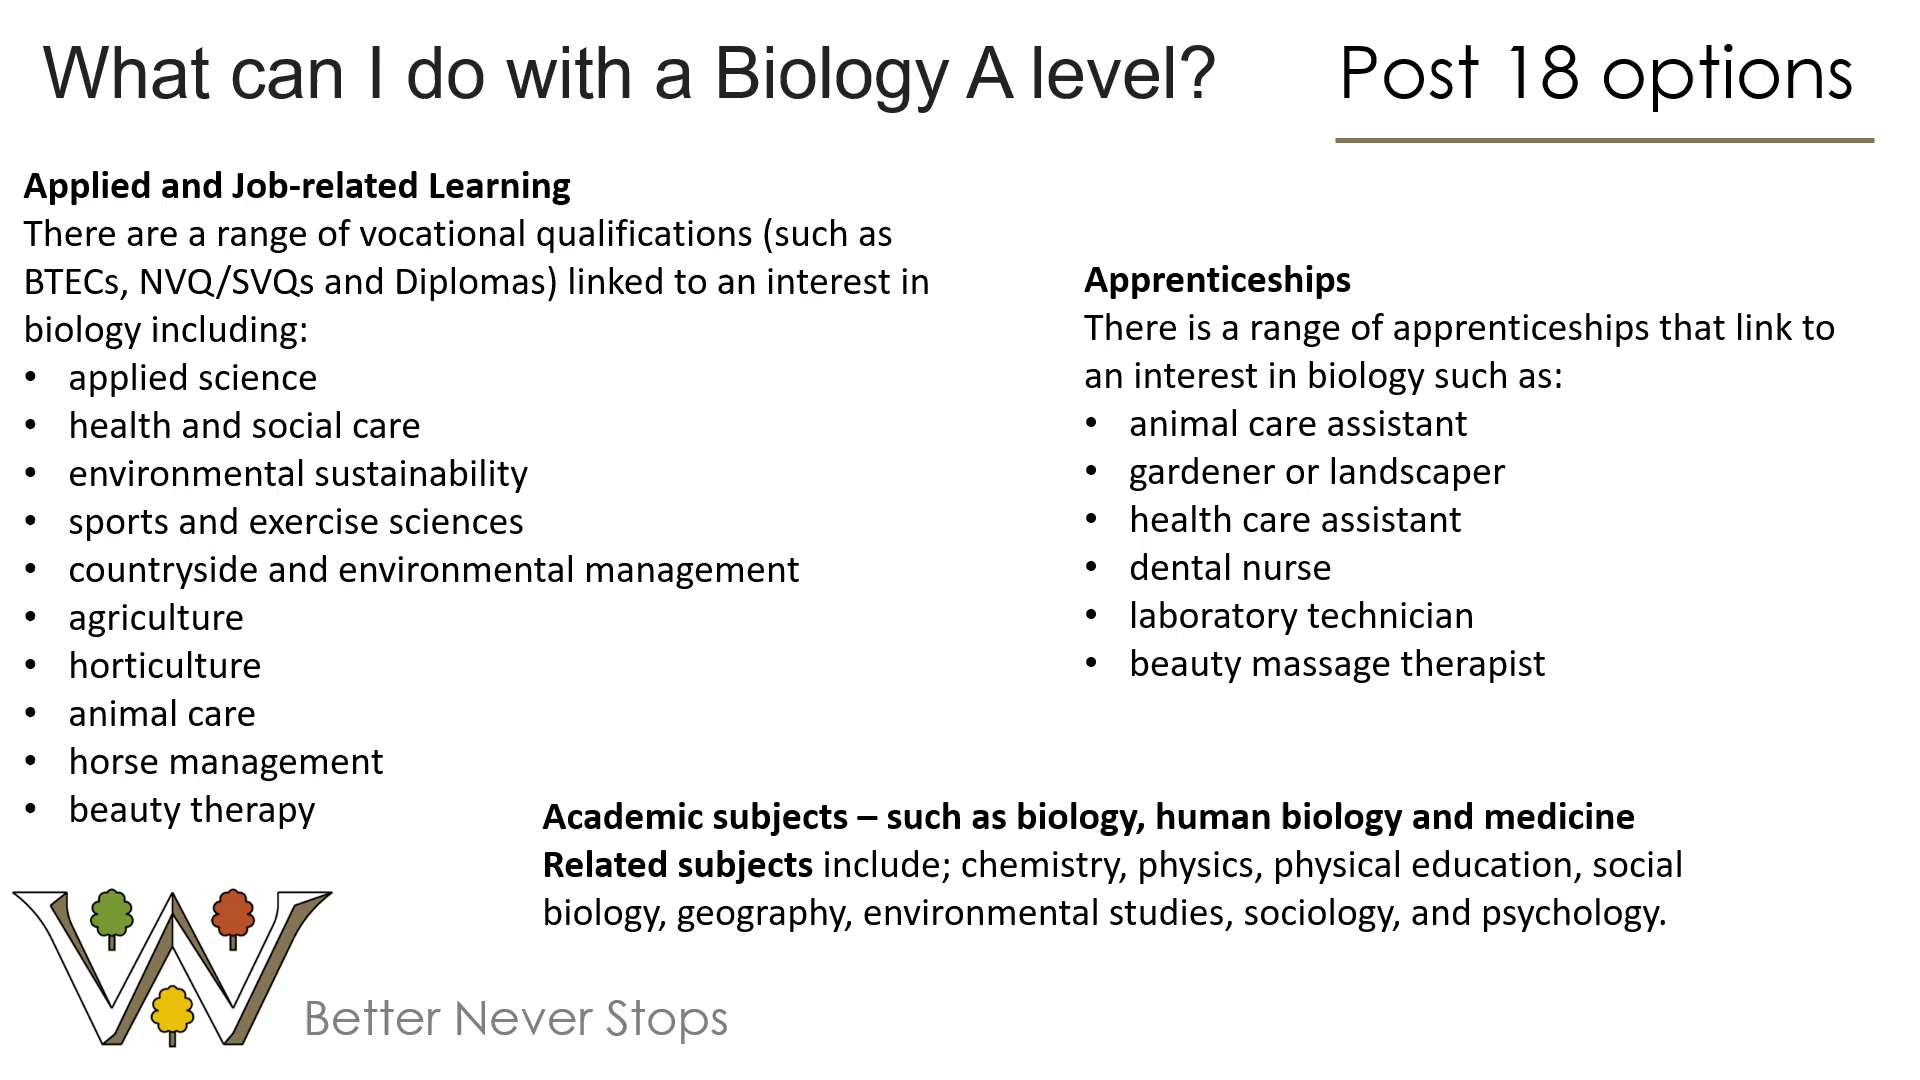 What can I do with a Biology A level?
Post 18 options
Applied and Job-related Learning
There are a range of vocational qualifications (such as
BTECs, NVQ/SVQs and Diplomas) linked to an interest in
biology including:
• applied science
• health and social care
• environmental sustainability
• sports and exercise sciences
• countryside and environmental management
• agriculture
• horticulture
• animal care
• horse management
• beauty therapy
Apprenticeships
There is a range of apprenticeships that link to
an interest in biology such as:
• animal care assistant
• gardener or landscaper
• health care assistant
• dental nurse
• laboratory technician
• beauty massage therapist
Academic subjects – such as biology, human biology and medicine
Related subjects include; chemistry, physics, physical education, social
biology, geography, environmental studies, sociology, and psychology.
W
Better Never Stops